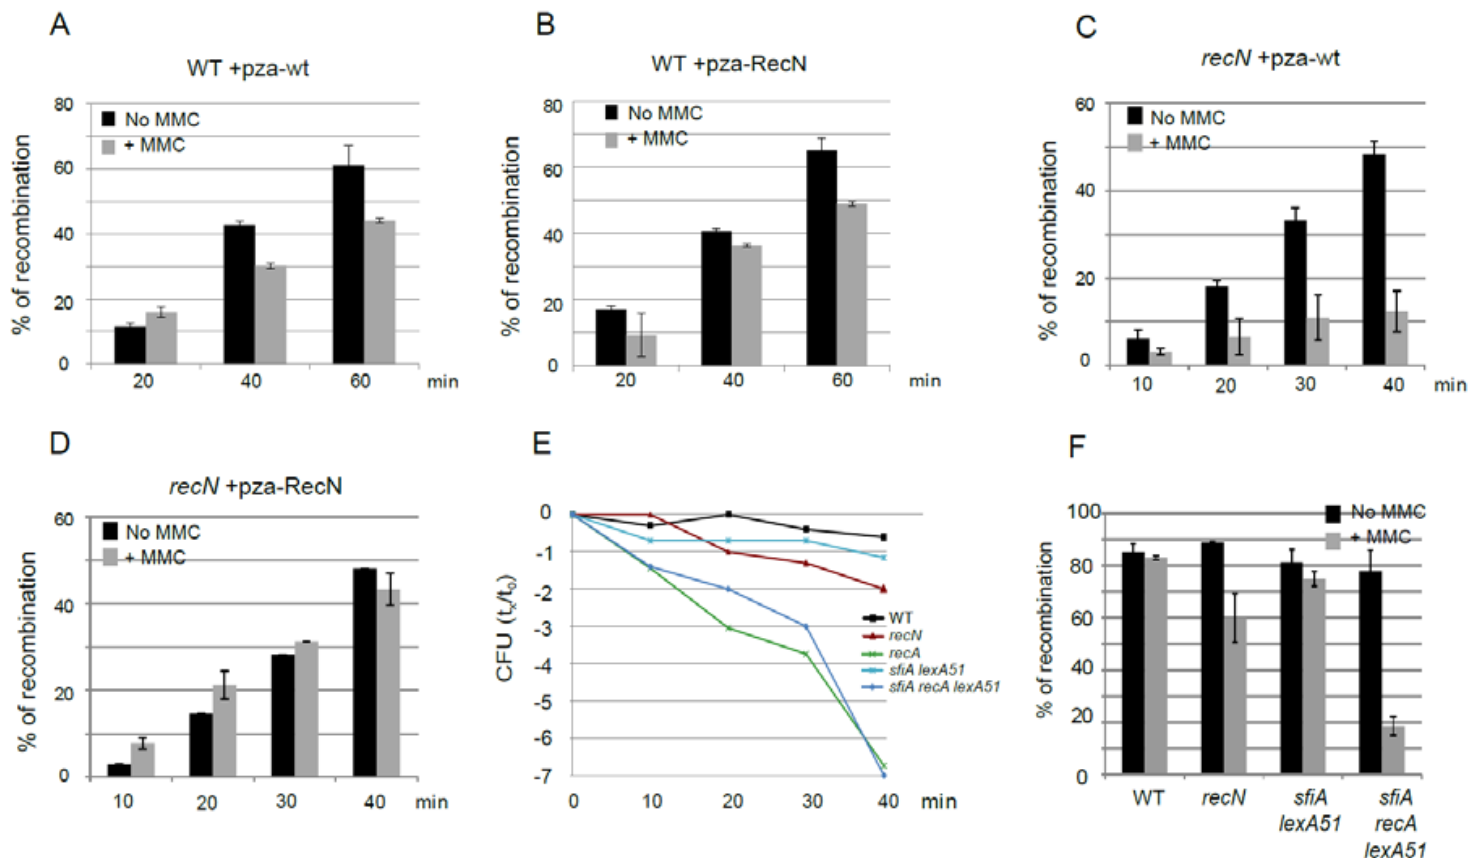 A
WT +pza-wt
% of recombination
80
60
40
20
0
No MMC
+ MMC
20 40 60 min
B
WT +pza-RecN
% of recombination
80
60
40
20
0
No MMC
+ MMC
20 40 60 min
C
recN +pza-wt
% of recombination
60
40
20
0
No MMC
+ MMC
10 20 30 40 min
D
recN +pza-RecN
% of recombination
60
40
20
0
No MMC
+ MMC
10 20 30 40 min
E
CFU (tx/t0)
0
-1
-2
-3
-4
-5
-6
-7
WT
recN
recA
sfiA lexA51
sfiA recA lexA51
0 10 20 30 40 min
F
% of recombination
100
80
60
40
20
0
No MMC
+ MMC
WT recN sfiA sfiA
lexA51 recA
lexA51